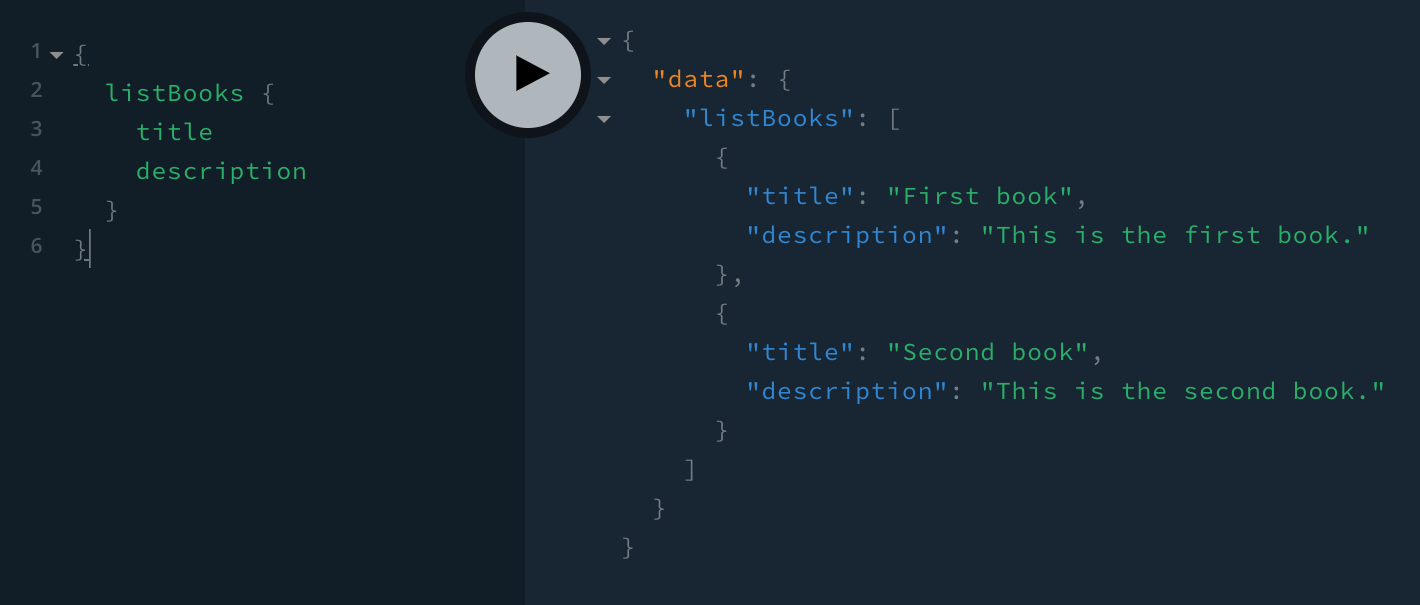 1 {
2 listBooks {
3 title
4 description
5 }
6 }
{
"data": {
"listBooks": [
{
"title": "First book",
"description": "This is the first book."
},
{
"title": "Second book",
"description": "This is the second book."
}
]
}
}